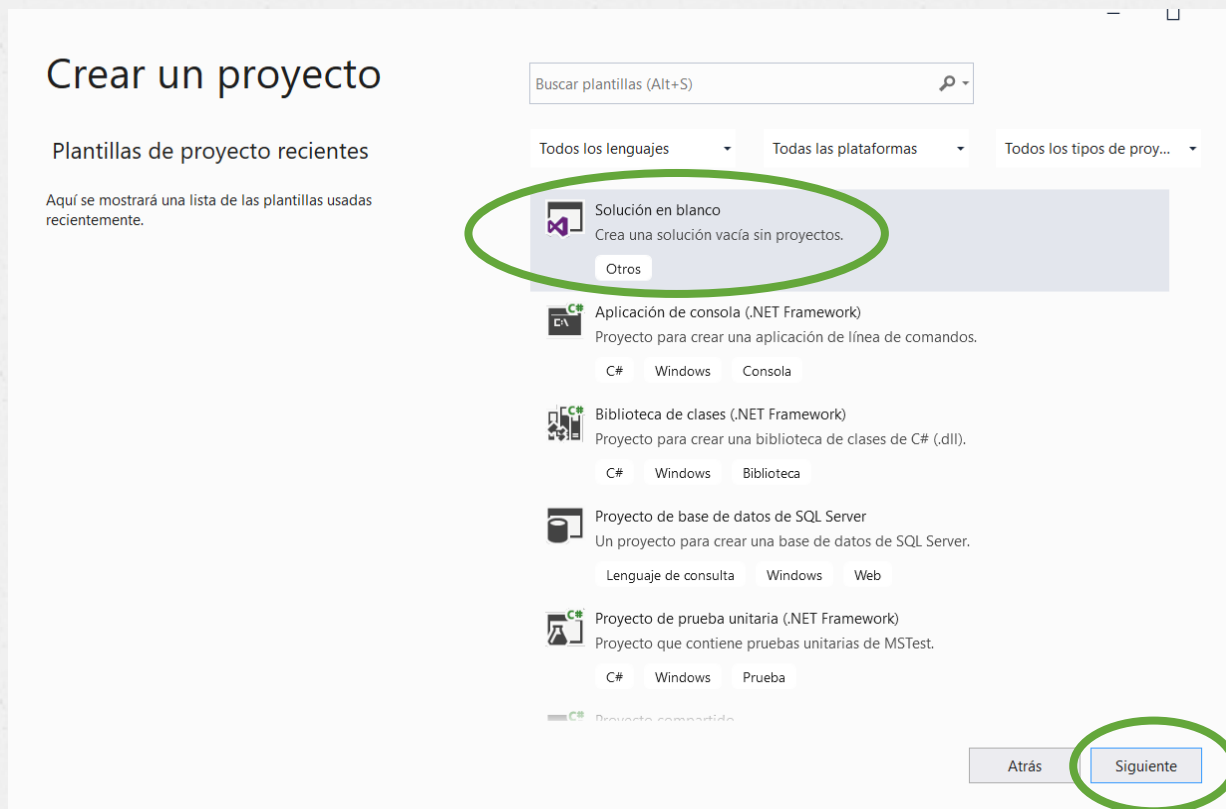 Crear un proyecto
Plantillas de proyecto recientes
Aquí se mostrará una lista de las plantillas usadas
recientemente.
Buscar plantillas (Alt+S)
Todos los lenguajes
Todas las plataformas
Todos los tipos de proy...
Solución en blanco
Crea una solución vacía sin proyectos.
Otros
C#
Aplicación de consola (.NET Framework)
Proyecto para crear una aplicación de línea de comandos.
C# Windows Consola
C#
Biblioteca de clases (.NET Framework)
Proyecto para crear una biblioteca de clases de C# (.dll).
C# Windows Biblioteca
Proyecto de base de datos de SQL Server
Un proyecto para crear una base de datos de SQL Server.
Lenguaje de consulta Windows Web
C#
Proyecto de prueba unitaria (.NET Framework)
Proyecto que contiene pruebas unitarias de MSTest.
C# Windows Prueba
C#
Proyecto compartido
Atrás
Siguiente